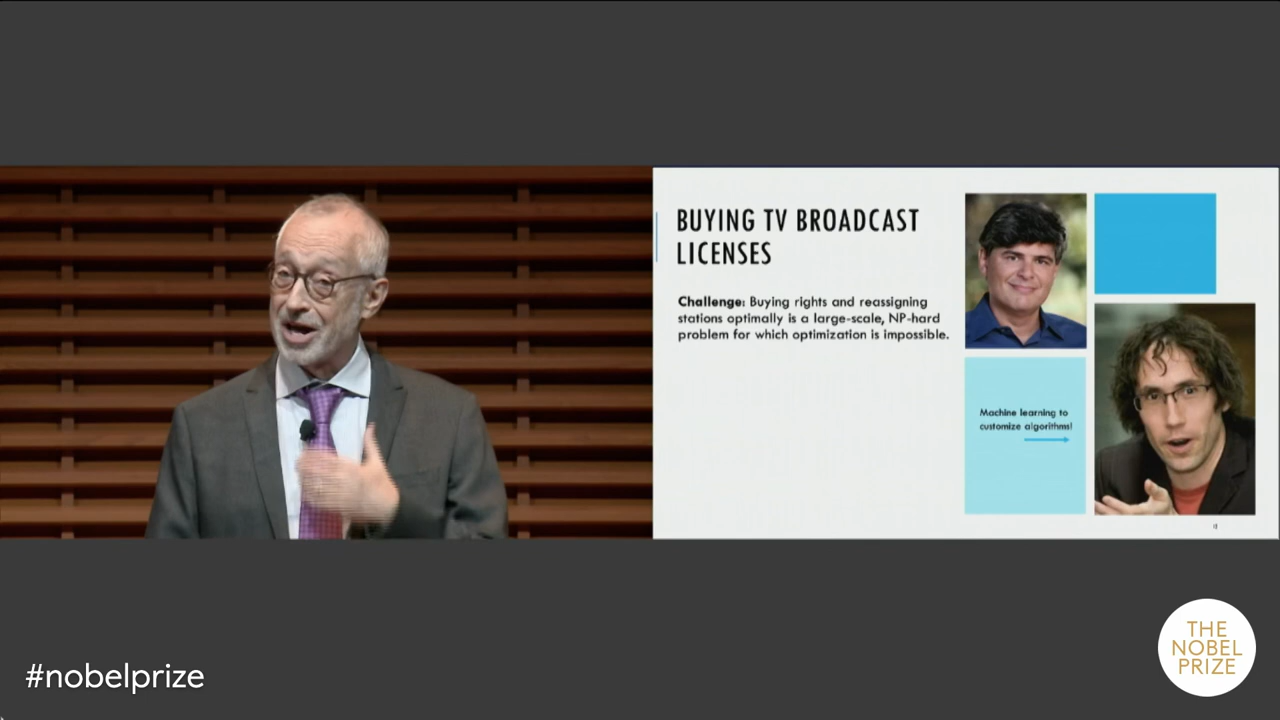 BUYING TV BROADCAST
LICENSES
Challenge: Buying rights and reassigning
stations optimally is a large-scale, NP-hard
problem for which optimization is impossible.
Machine learning to
customize algorithms!
#nobelprize
THE
NOBEL
PRIZE